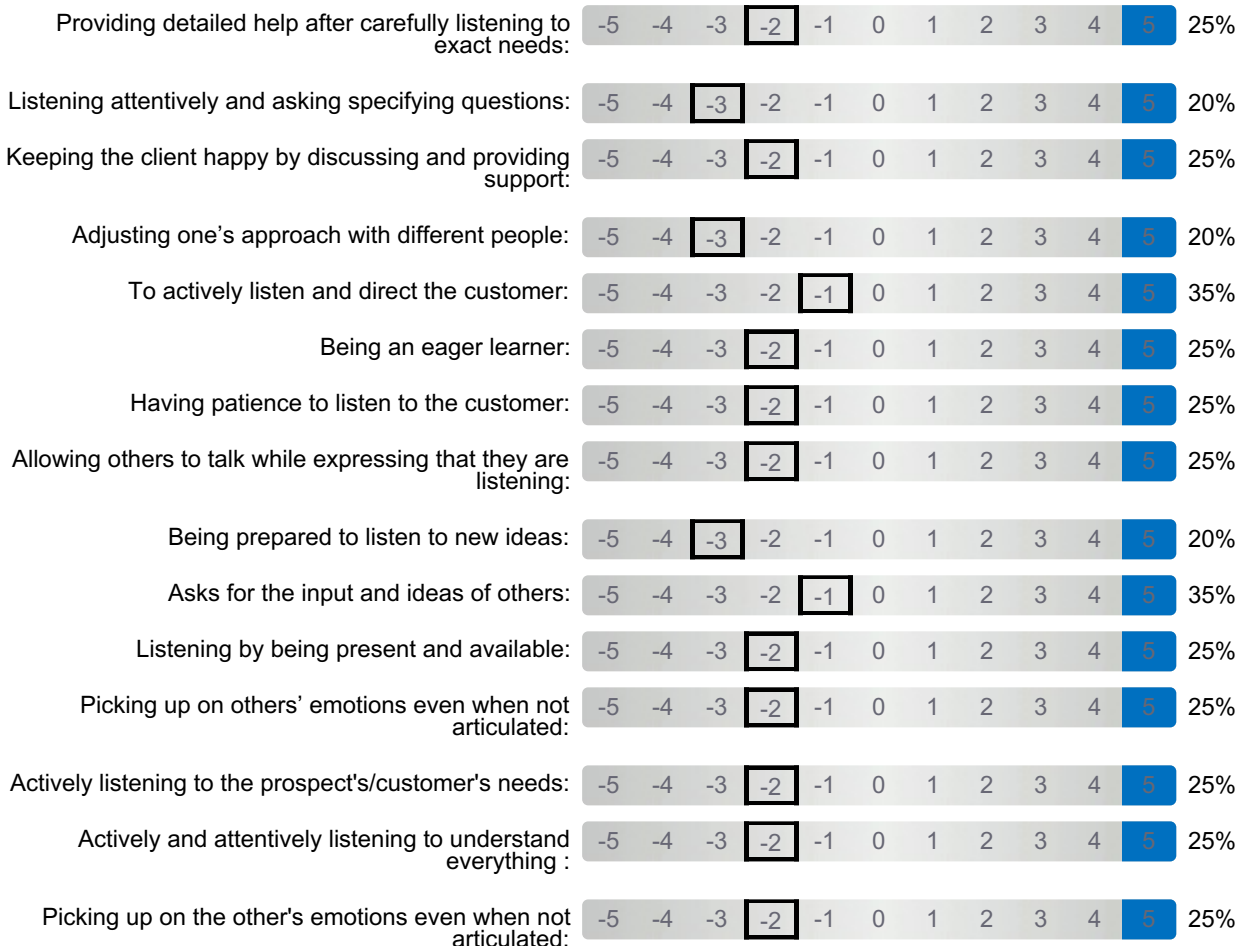 Providing detailed help after carefully listening to
exact needs:
-5 -4 -3 -2 -1 0 1 2 3 4 5 25%
Listening attentively and asking specifying questions:
-5 -4 -3 -2 -1 0 1 2 3 4 5 20%
Keeping the client happy by discussing and providing
support:
-5 -4 -3 -2 -1 0 1 2 3 4 5 25%
Adjusting one’s approach with different people:
-5 -4 -3 -2 -1 0 1 2 3 4 5 20%
To actively listen and direct the customer:
-5 -4 -3 -2 -1 0 1 2 3 4 5 35%
Being an eager learner:
-5 -4 -3 -2 -1 0 1 2 3 4 5 25%
Having patience to listen to the customer:
-5 -4 -3 -2 -1 0 1 2 3 4 5 25%
Allowing others to talk while expressing that they are
listening:
-5 -4 -3 -2 -1 0 1 2 3 4 5 25%
Being prepared to listen to new ideas:
-5 -4 -3 -2 -1 0 1 2 3 4 5 20%
Asks for the input and ideas of others:
-5 -4 -3 -2 -1 0 1 2 3 4 5 35%
Listening by being present and available:
-5 -4 -3 -2 -1 0 1 2 3 4 5 25%
Picking up on others’ emotions even when not
articulated:
-5 -4 -3 -2 -1 0 1 2 3 4 5 25%
Actively listening to the prospect's/customer's needs:
-5 -4 -3 -2 -1 0 1 2 3 4 5 25%
Actively and attentively listening to understand
everything :
-5 -4 -3 -2 -1 0 1 2 3 4 5 25%
Picking up on the other's emotions even when not
articulated:
-5 -4 -3 -2 -1 0 1 2 3 4 5 25%